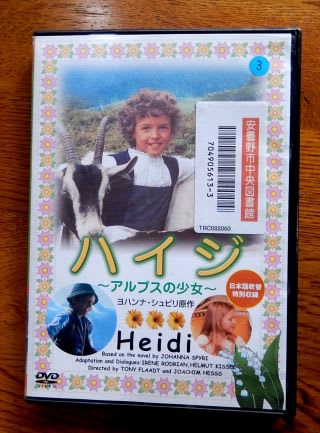 3
安曇野市中央図書館
704905613-3
TRC088060
ハイジ
～アルプスの少女～
ヨハンナ・シュピリ原作
日本語吹替
特別収録
Heidi
Based on the novel by JOHANNA SPYRI
Adaptation and Dialogues:IRENE RODRIAN,HELMUT KISSEL
Directed by TONY FLAADT and JOACHIM HESSS
DVD
VIDEO